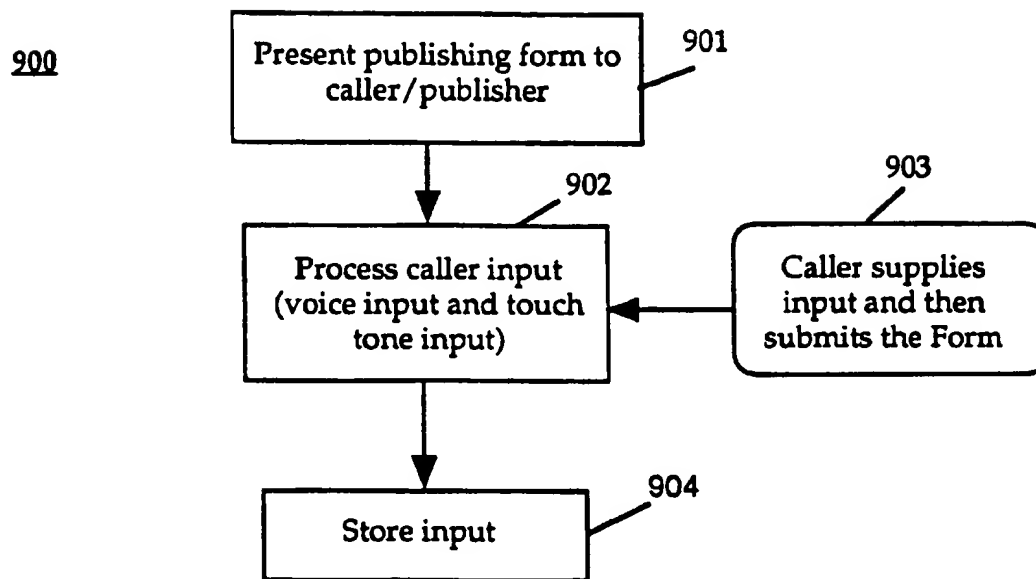 900
901
Present publishing form to
caller/publisher
902
Process caller input
(voice input and touch
tone input)
903
Caller supplies
input and then
submits the Form
904
Store input